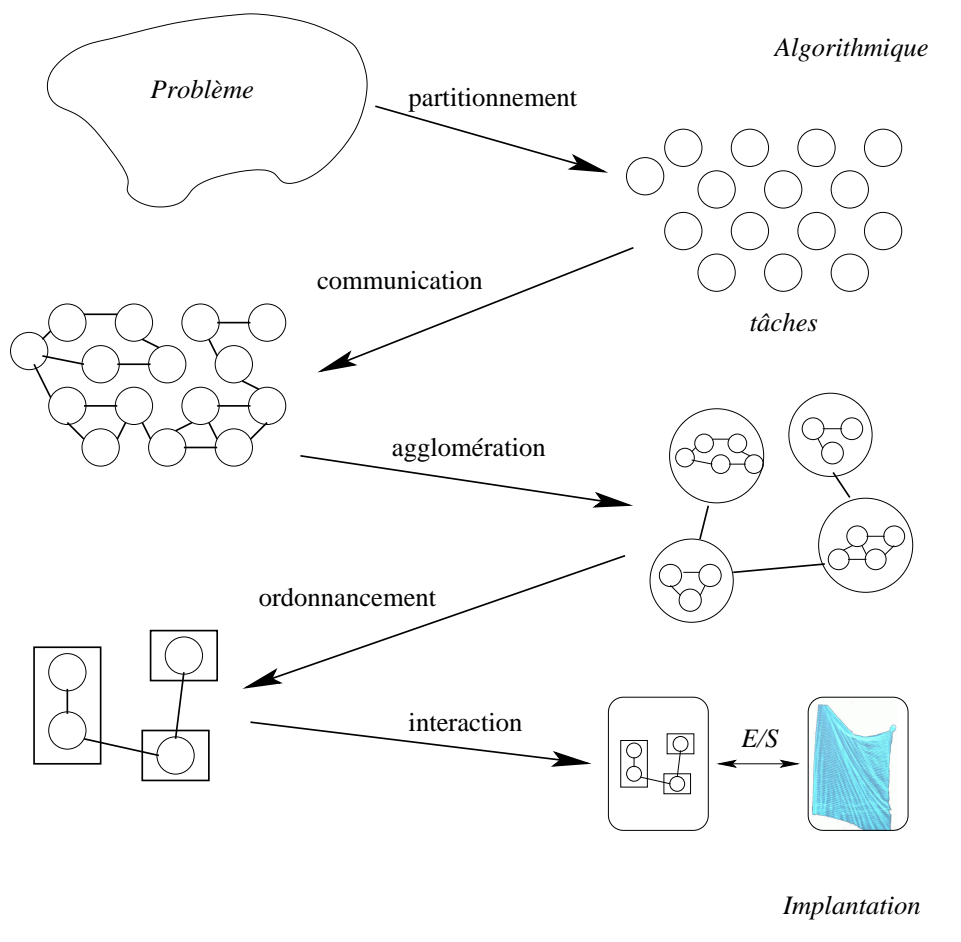 Algorithmique
Problème
partitionnement
communication
tâches
agglomération
ordonnancement
interaction
E/S
Implantation